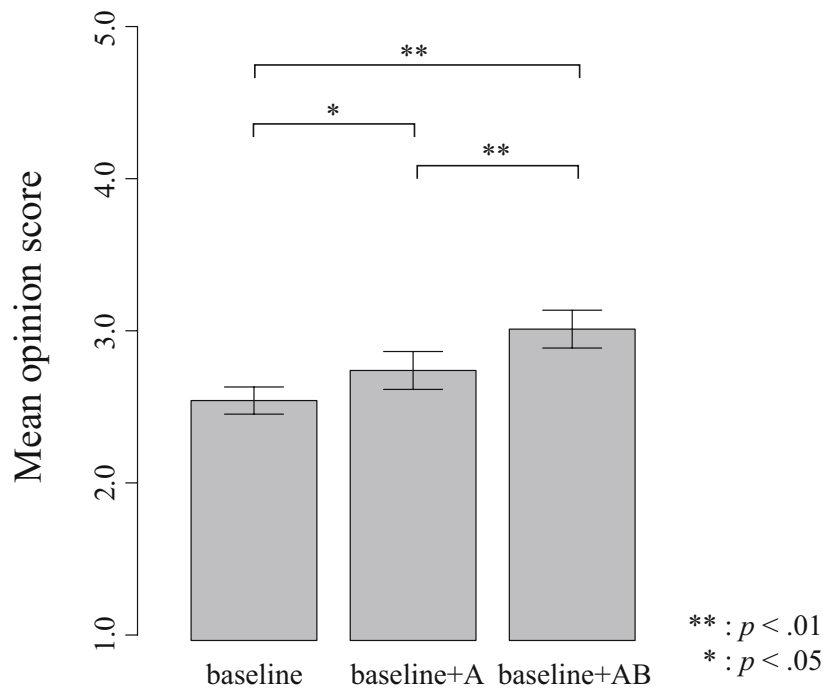 5.0
**
*
**
4.0
Mean opinion score
3.0
2.0
1.0
baseline baseline+A baseline+AB
** : p < .01
* : p < .05